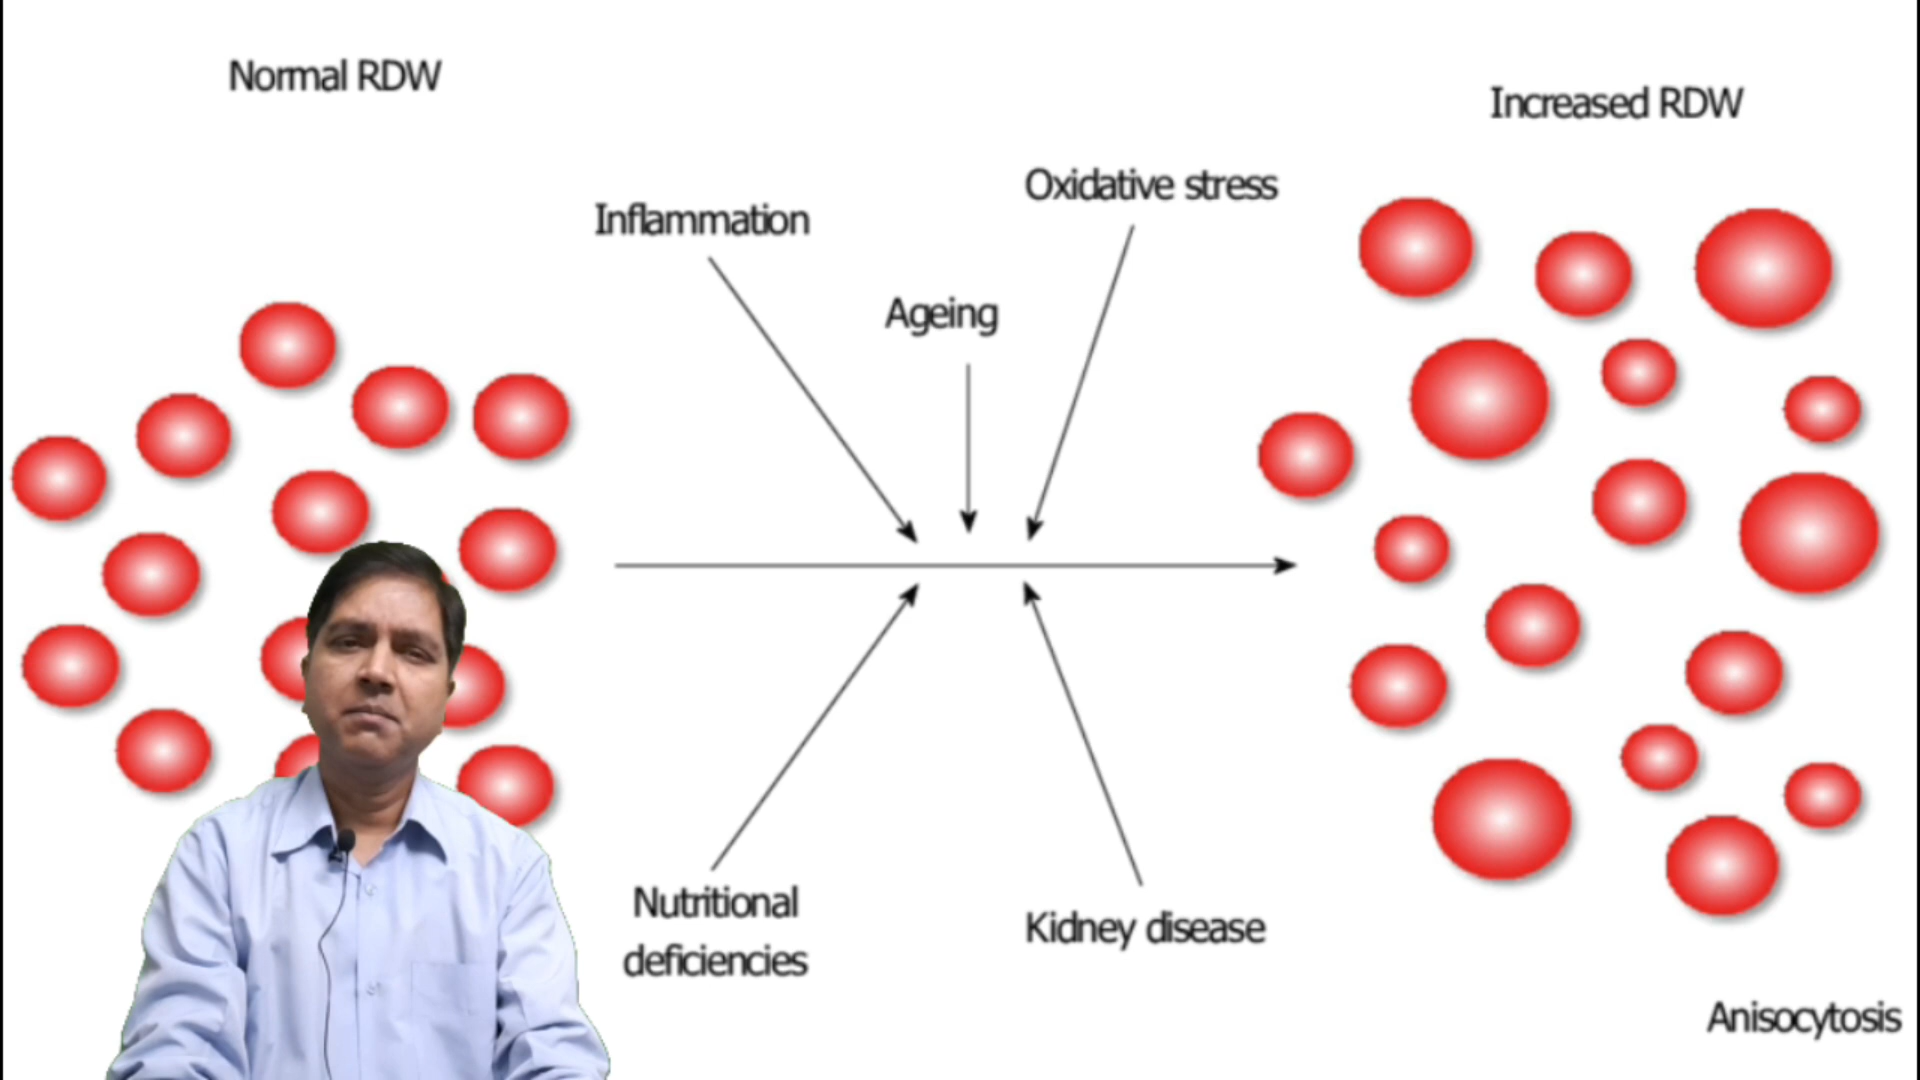 Normal RDW
Increased RDW
Oxidative stress
Inflammation
Ageing
Nutritional
deficiencies
Kidney disease
Anisocytosis